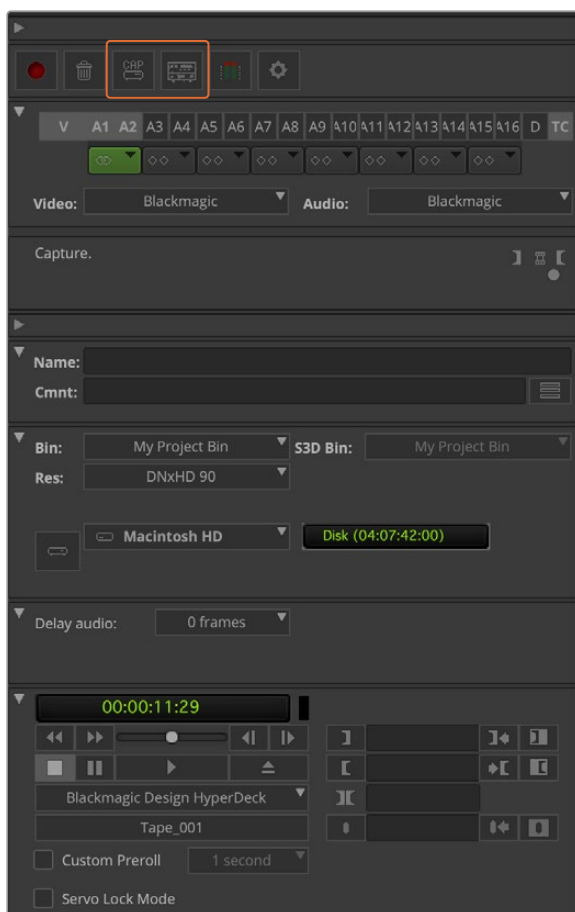 CAP
V A1 A2 A3 A4 A5 A6 A7 A8 A9 A10 A11 A12 A13 A14 A15 A16 D TC
Video: Blackmagic Audio: Blackmagic
Capture.
Name:
Cmnt:
Bin: My Project Bin S3D Bin: My Project Bin
Res: DNxHD 90
Macintosh HD Disk (04:07:42:00)
Delay audio: 0 frames
00:00:11:29
Blackmagic Design HyperDeck
Tape_001
Custom Preroll 1 second
Servo Lock Mode